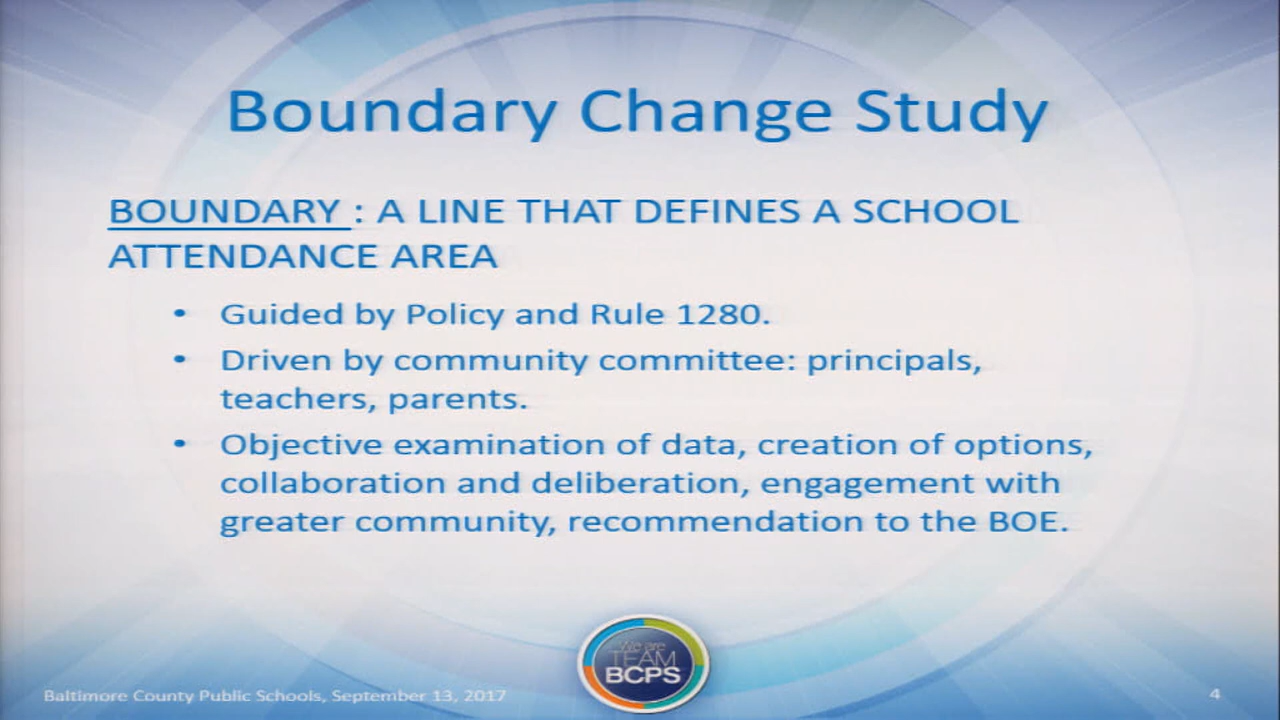 Boundary Change Study
BOUNDARY : A LINE THAT DEFINES A SCHOOL
ATTENDANCE AREA
• Guided by Policy and Rule 1280.
• Driven by community committee: principals,
teachers, parents.
• Objective examination of data, creation of options,
collaboration and deliberation, engagement with
greater community, recommendation to the BOE.
We are
TEAM
BCPS
Baltimore County Public Schools, September 13, 2017
4